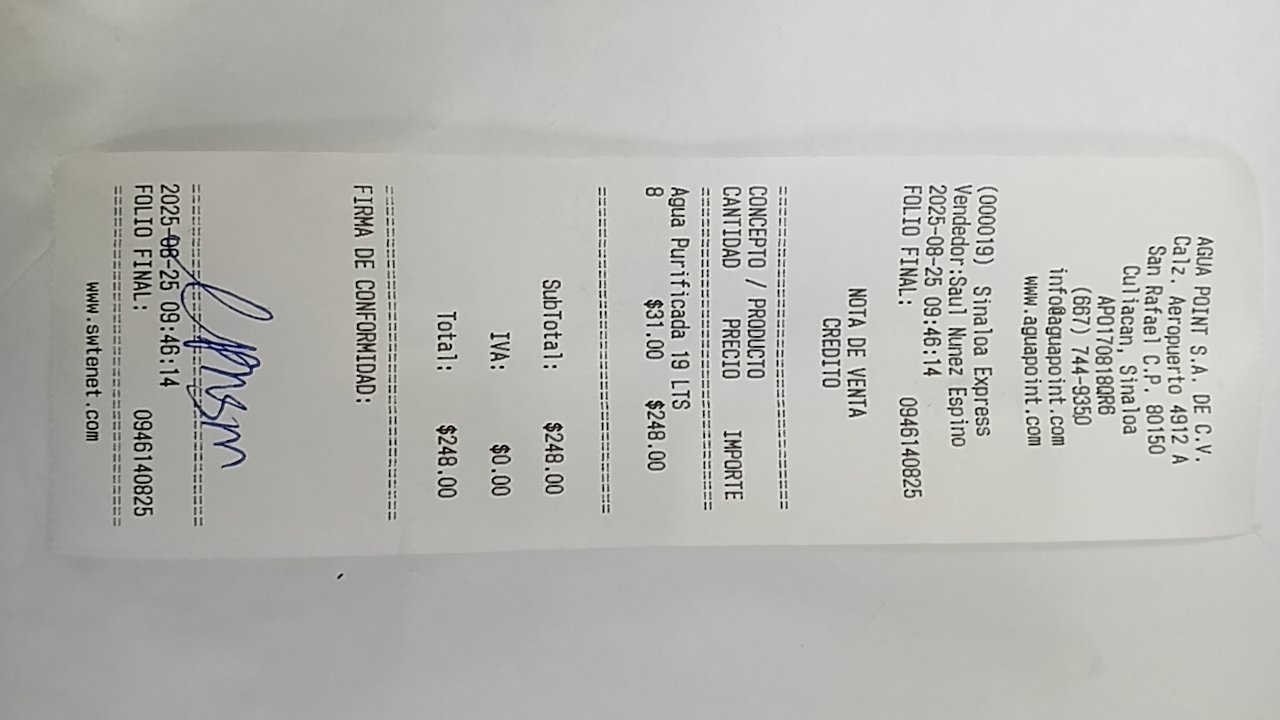 AGUA POINT S.A. DE C.V.
Calz. Aeropuerto 4912 A
San Rafael C.P. 80150
Culiacan, Sinaloa
APO170818QR6
(667) 744-9350
info@aguapoint.com
www.aguapoint.com
(000019) Sinaloa Express
Vendedor:Saul Nunez Espino
2025-08-25 09:46:14
FOLIO FINAL: 0946140825
NOTA DE VENTA
CREDITO
CONCEPTO / PRODUCTO
CANTIDAD PRECIO IMPORTE
Agua Purificada 19 LTS
8 $31.00 $248.00
SubTotal: $248.00
IVA: $0.00
Total: $248.00
FIRMA DE CONFORMIDAD:
2025-08-25 09:46:14
FOLIO FINAL: 0946140825
www.swtenet.com